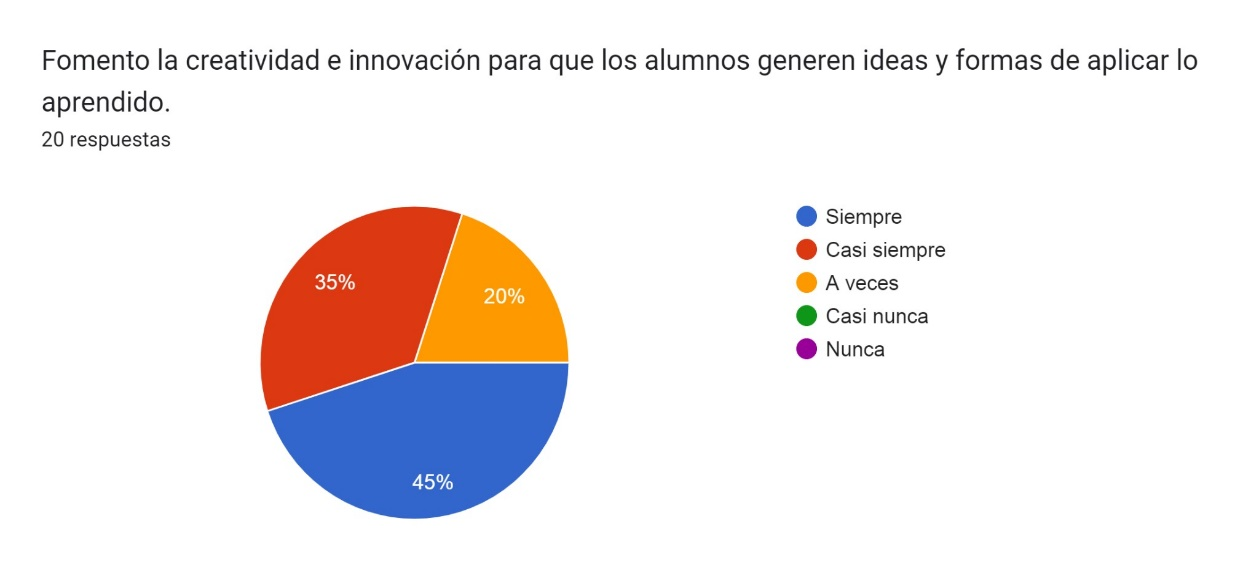 Fomento la creatividad e innovación para que los alumnos generen ideas y formas de aplicar lo
aprendido.
20 respuestas
Siempre
Casi siempre
A veces
Casi nunca
Nunca
35%
20%
45%